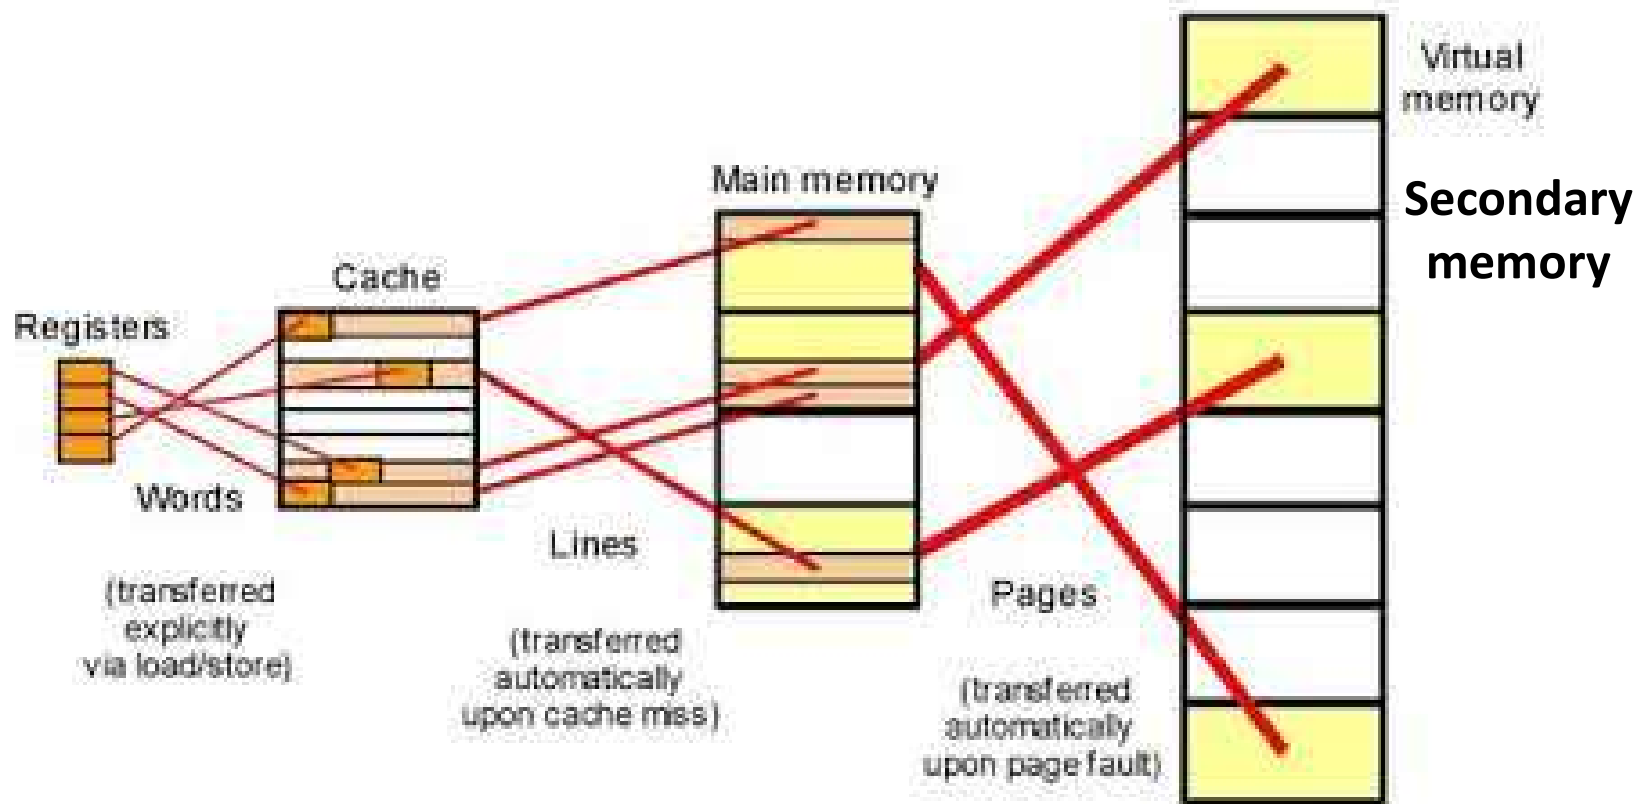 Virtual
memory
Secondary
memory
Main memory
Cache
Registers
Words
Lines
Pages
(transferred
explicitly
via load/store)
(transferred
automatically
upon cache miss)
(transferred
automatically
upon page fault)